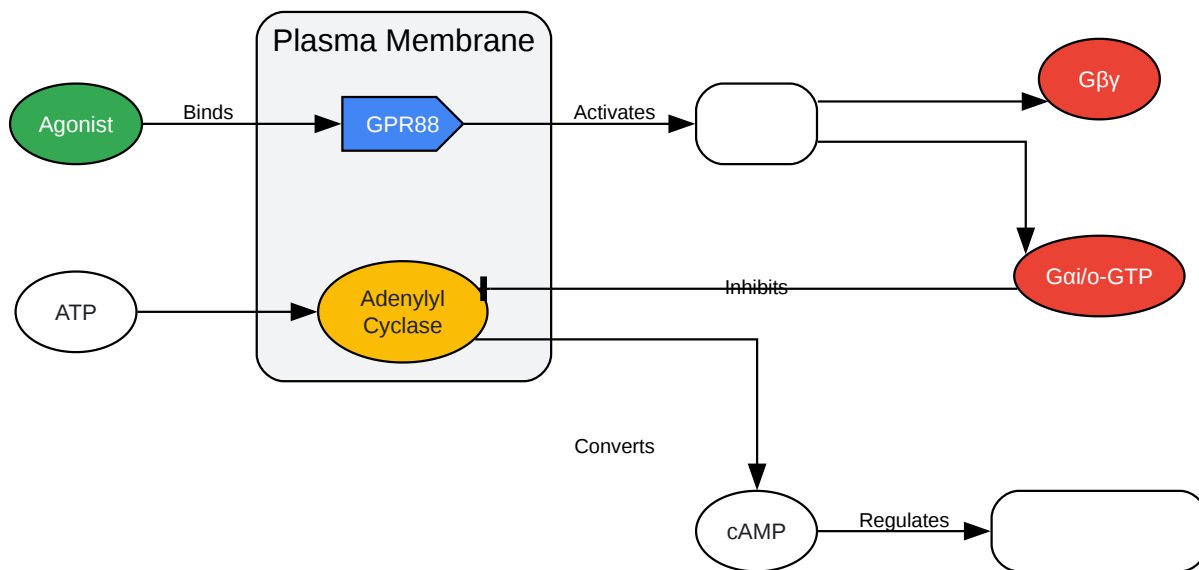 Plasma Membrane
Gβγ
Agonist
Binds
GPR88
Activates
Gαi/o-GTP
Inhibits
ATP
Adenylyl
Cyclase
Converts
cAMP
Regulates